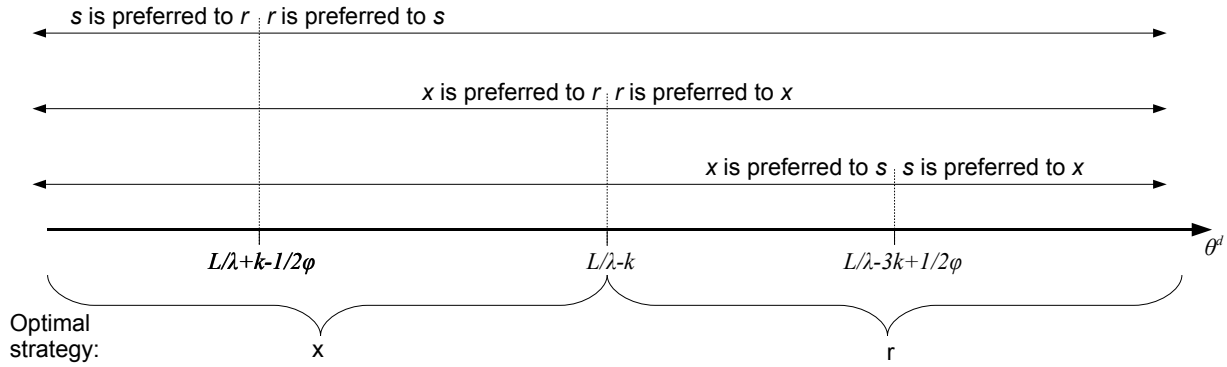 s is preferred to r r is preferred to s
x is preferred to r r is preferred to x
x is preferred to s s is preferred to x
L/λ+k-1/2φ L/λ-k L/λ-3k+1/2φ θᵈ
Optimal
strategy: x r